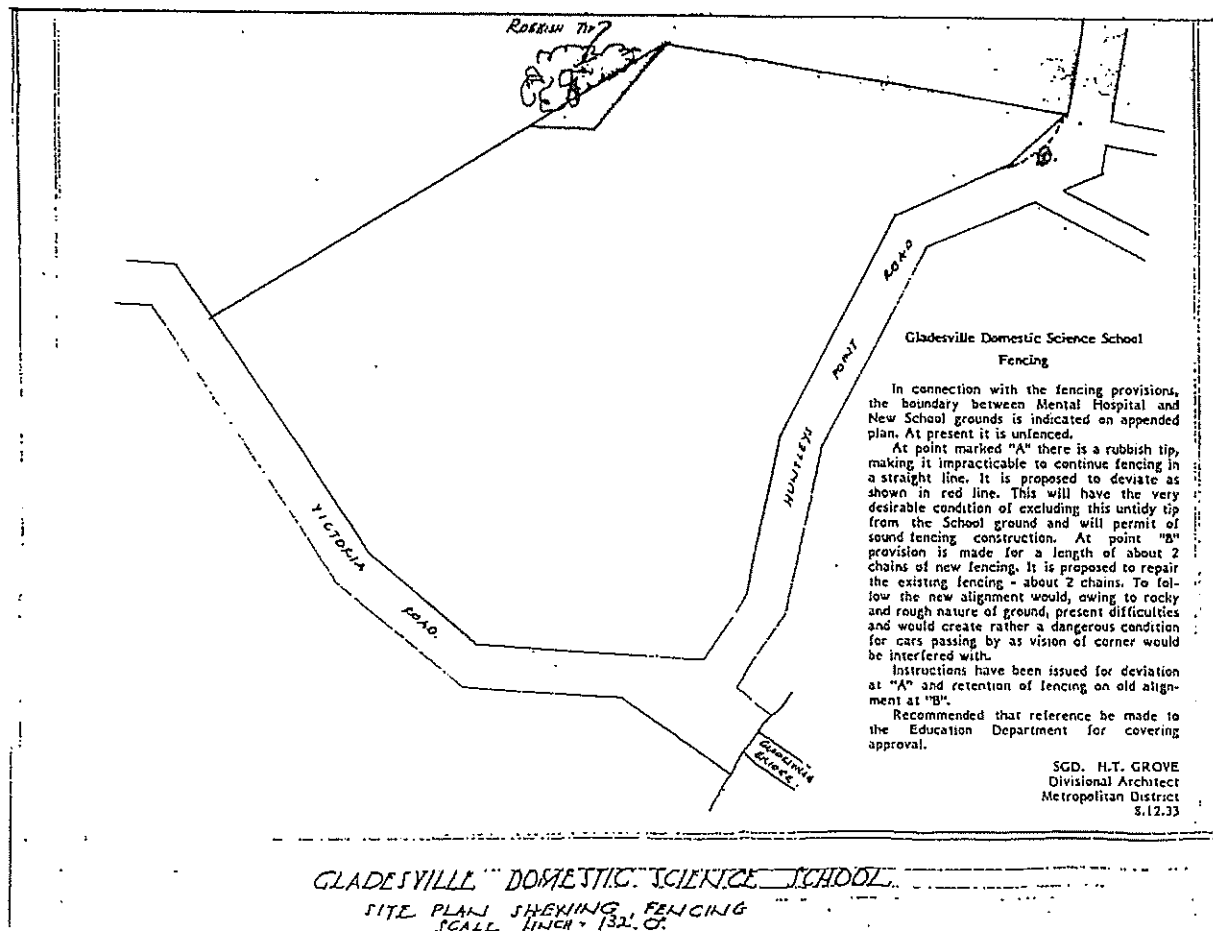 RUBBISH TIP
B
HUNTLEYS POINT ROAD
VICTORIA ROAD.
GLADESVILLE BRIDGE.
Gladesville Domestic Science School
Fencing
In connection with the fencing provisions,
the boundary between Mental Hospital and
New School grounds is indicated on appended
plan. At present it is unfenced.
At point marked "A" there is a rubbish tip,
making it impracticable to continue fencing in
a straight line. It is proposed to deviate as
shown in red line. This will have the very
desirable condition of excluding this untidy tip
from the School ground and will permit of
sound fencing construction. At point "B"
provision is made for a length of about 2
chains of new fencing. It is proposed to repair
the existing fencing - about 2 chains. To fol-
low the new alignment would, owing to rocky
and rough nature of ground, present difficulties
and would create rather a dangerous condition
for cars passing by as vision of corner would
be interfered with.
Instructions have been issued for deviation
at "A" and retention of fencing on old align-
ment at "B".
Recommended that reference be made to
the Education Department for covering
approval.
SGD. H.T. GROVE
Divisional Architect
Metropolitan District
8.12.33
GLADESVILLE DOMESTIC SCIENCE SCHOOL
SITE PLAN SHEWING FENCING
SCALE 1 INCH = 132'. 0".